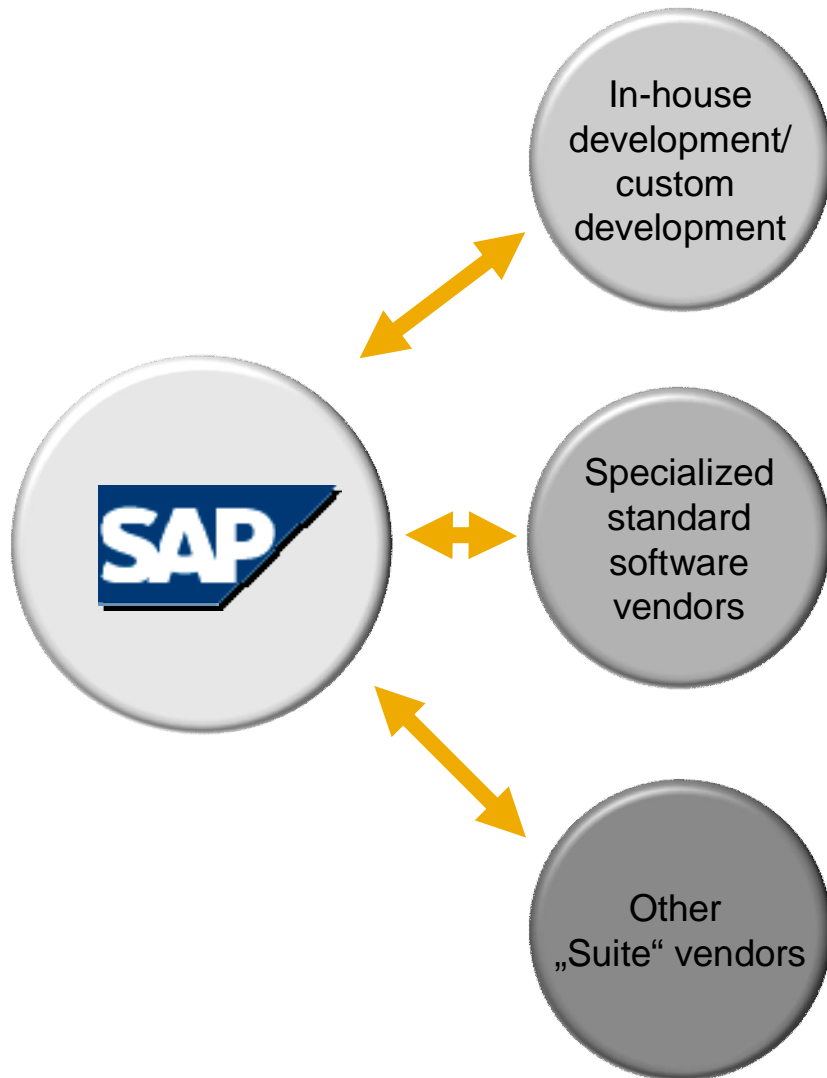 In-house
development/
custom
development
SAP
Specialized
standard
software
vendors
Other
„Suite“ vendors